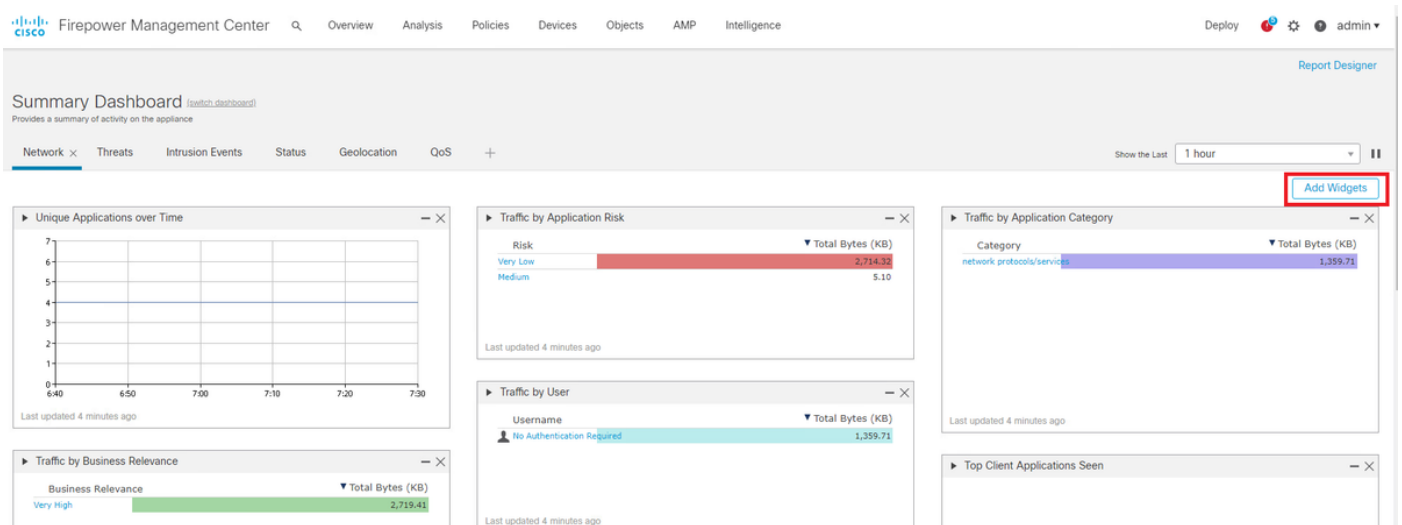 cisco
Firepower Management Center
Overview
Analysis
Policies
Devices
Objects
AMP
Intelligence
Deploy
admin
Report Designer
Summary Dashboard (switch dashboard)
Provides a summary of activity on the appliance
Network ×
Threats
Intrusion Events
Status
Geolocation
QoS
+
Show the Last
1 hour
Add Widgets
Unique Applications over Time
7
6
5
4
3
2
1
0
6:40 6:50 7:00 7:10 7:20 7:30
Last updated 4 minutes ago
Traffic by Business Relevance
Business Relevance Total Bytes (KB)
Very High 2,719.41
Traffic by Application Risk
Risk Total Bytes (KB)
Very Low 2,714.32
Medium 5.10
Last updated 4 minutes ago
Traffic by User
Username Total Bytes (KB)
No Authentication Required 1,359.71
Last updated 4 minutes ago
Traffic by Application Category
Category Total Bytes (KB)
network protocols/services 1,359.71
Last updated 4 minutes ago
Top Client Applications Seen